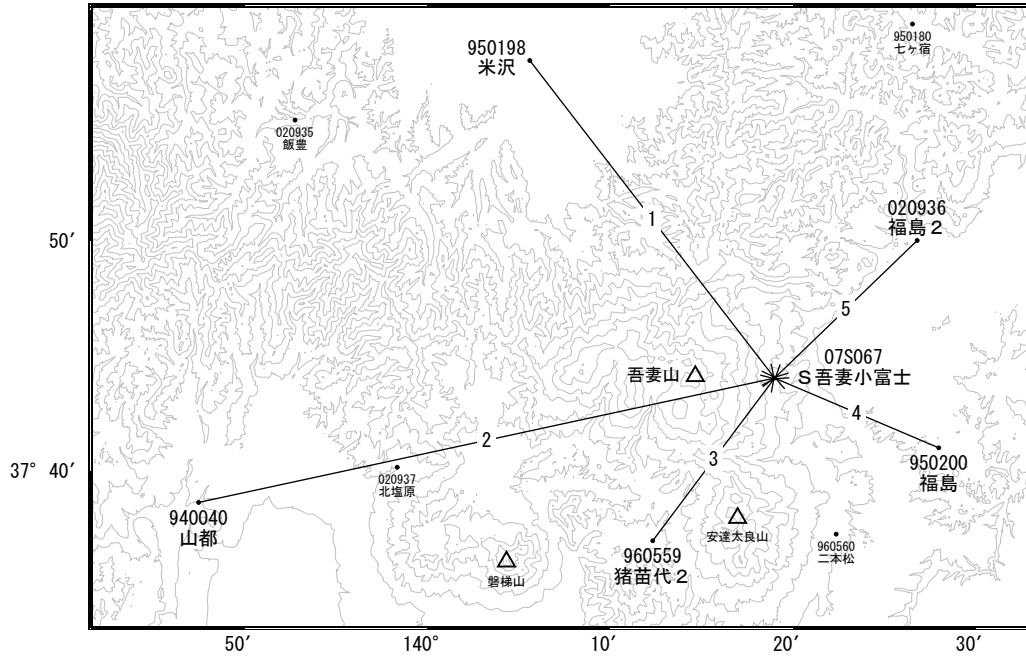 950180
七ヶ宿
950198
米沢
020935
飯豊
020936
福島２
50′
1
5
07S067
Ｓ吾妻小富士
吾妻山
4
2
3
37° 40′
020937
北塩原
950200
福島
940040
山都
安達太良山
960559
猪苗代２
960560
二本松
磐梯山
50′
140°
10′
20′
30′